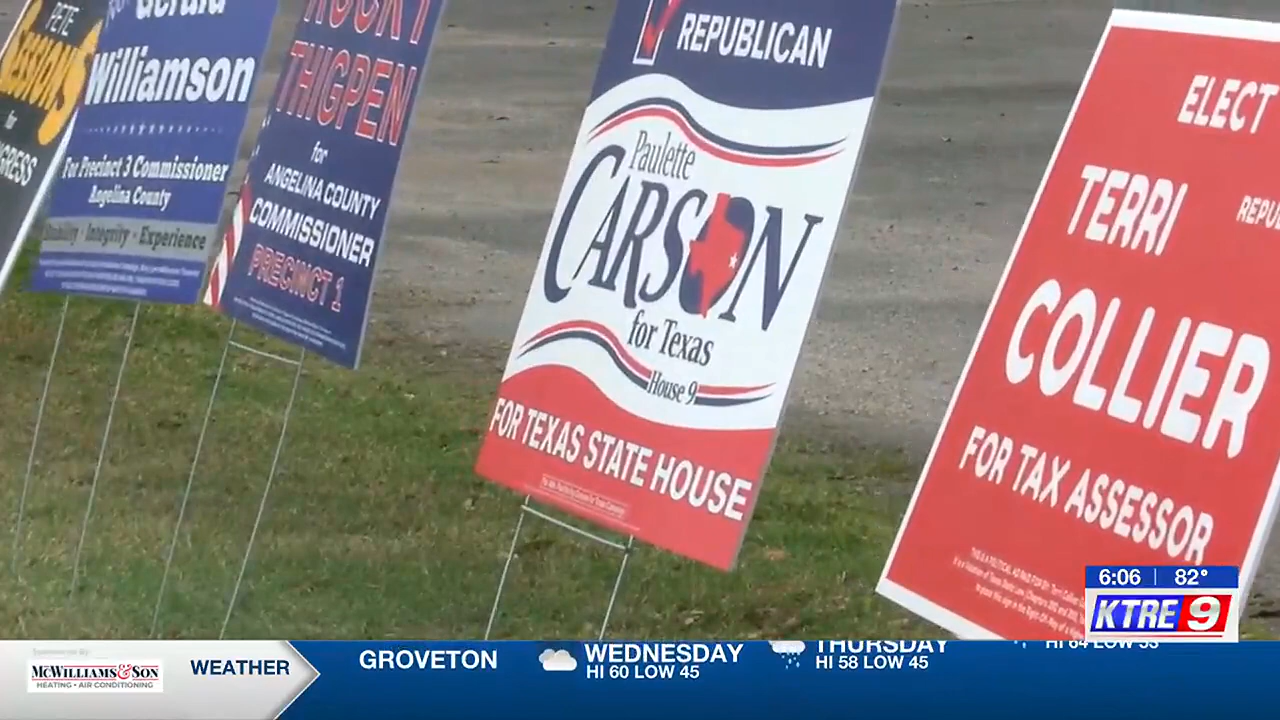 PETE
SESSIONS
for
Gerald
Williamson
For Precinct 3 Commissioner
Angelina County
Integrity - Experience
THIGPEN
for
ANGELINA COUNTY
COMMISSIONER
PRECINCT 1
REPUBLICAN
Paulette
CARSON
for Texas
House 9
FOR TEXAS STATE HOUSE
ELECT
TERRI
COLLIER
FOR TAX ASSESSOR
6:06 | 82°
KTRE 9
MCWILLIAMS & SON
HEATING • AIR CONDITIONING
WEATHER
GROVETON
WEDNESDAY
HI 60 LOW 45
THURSDAY
HI 58 LOW 45